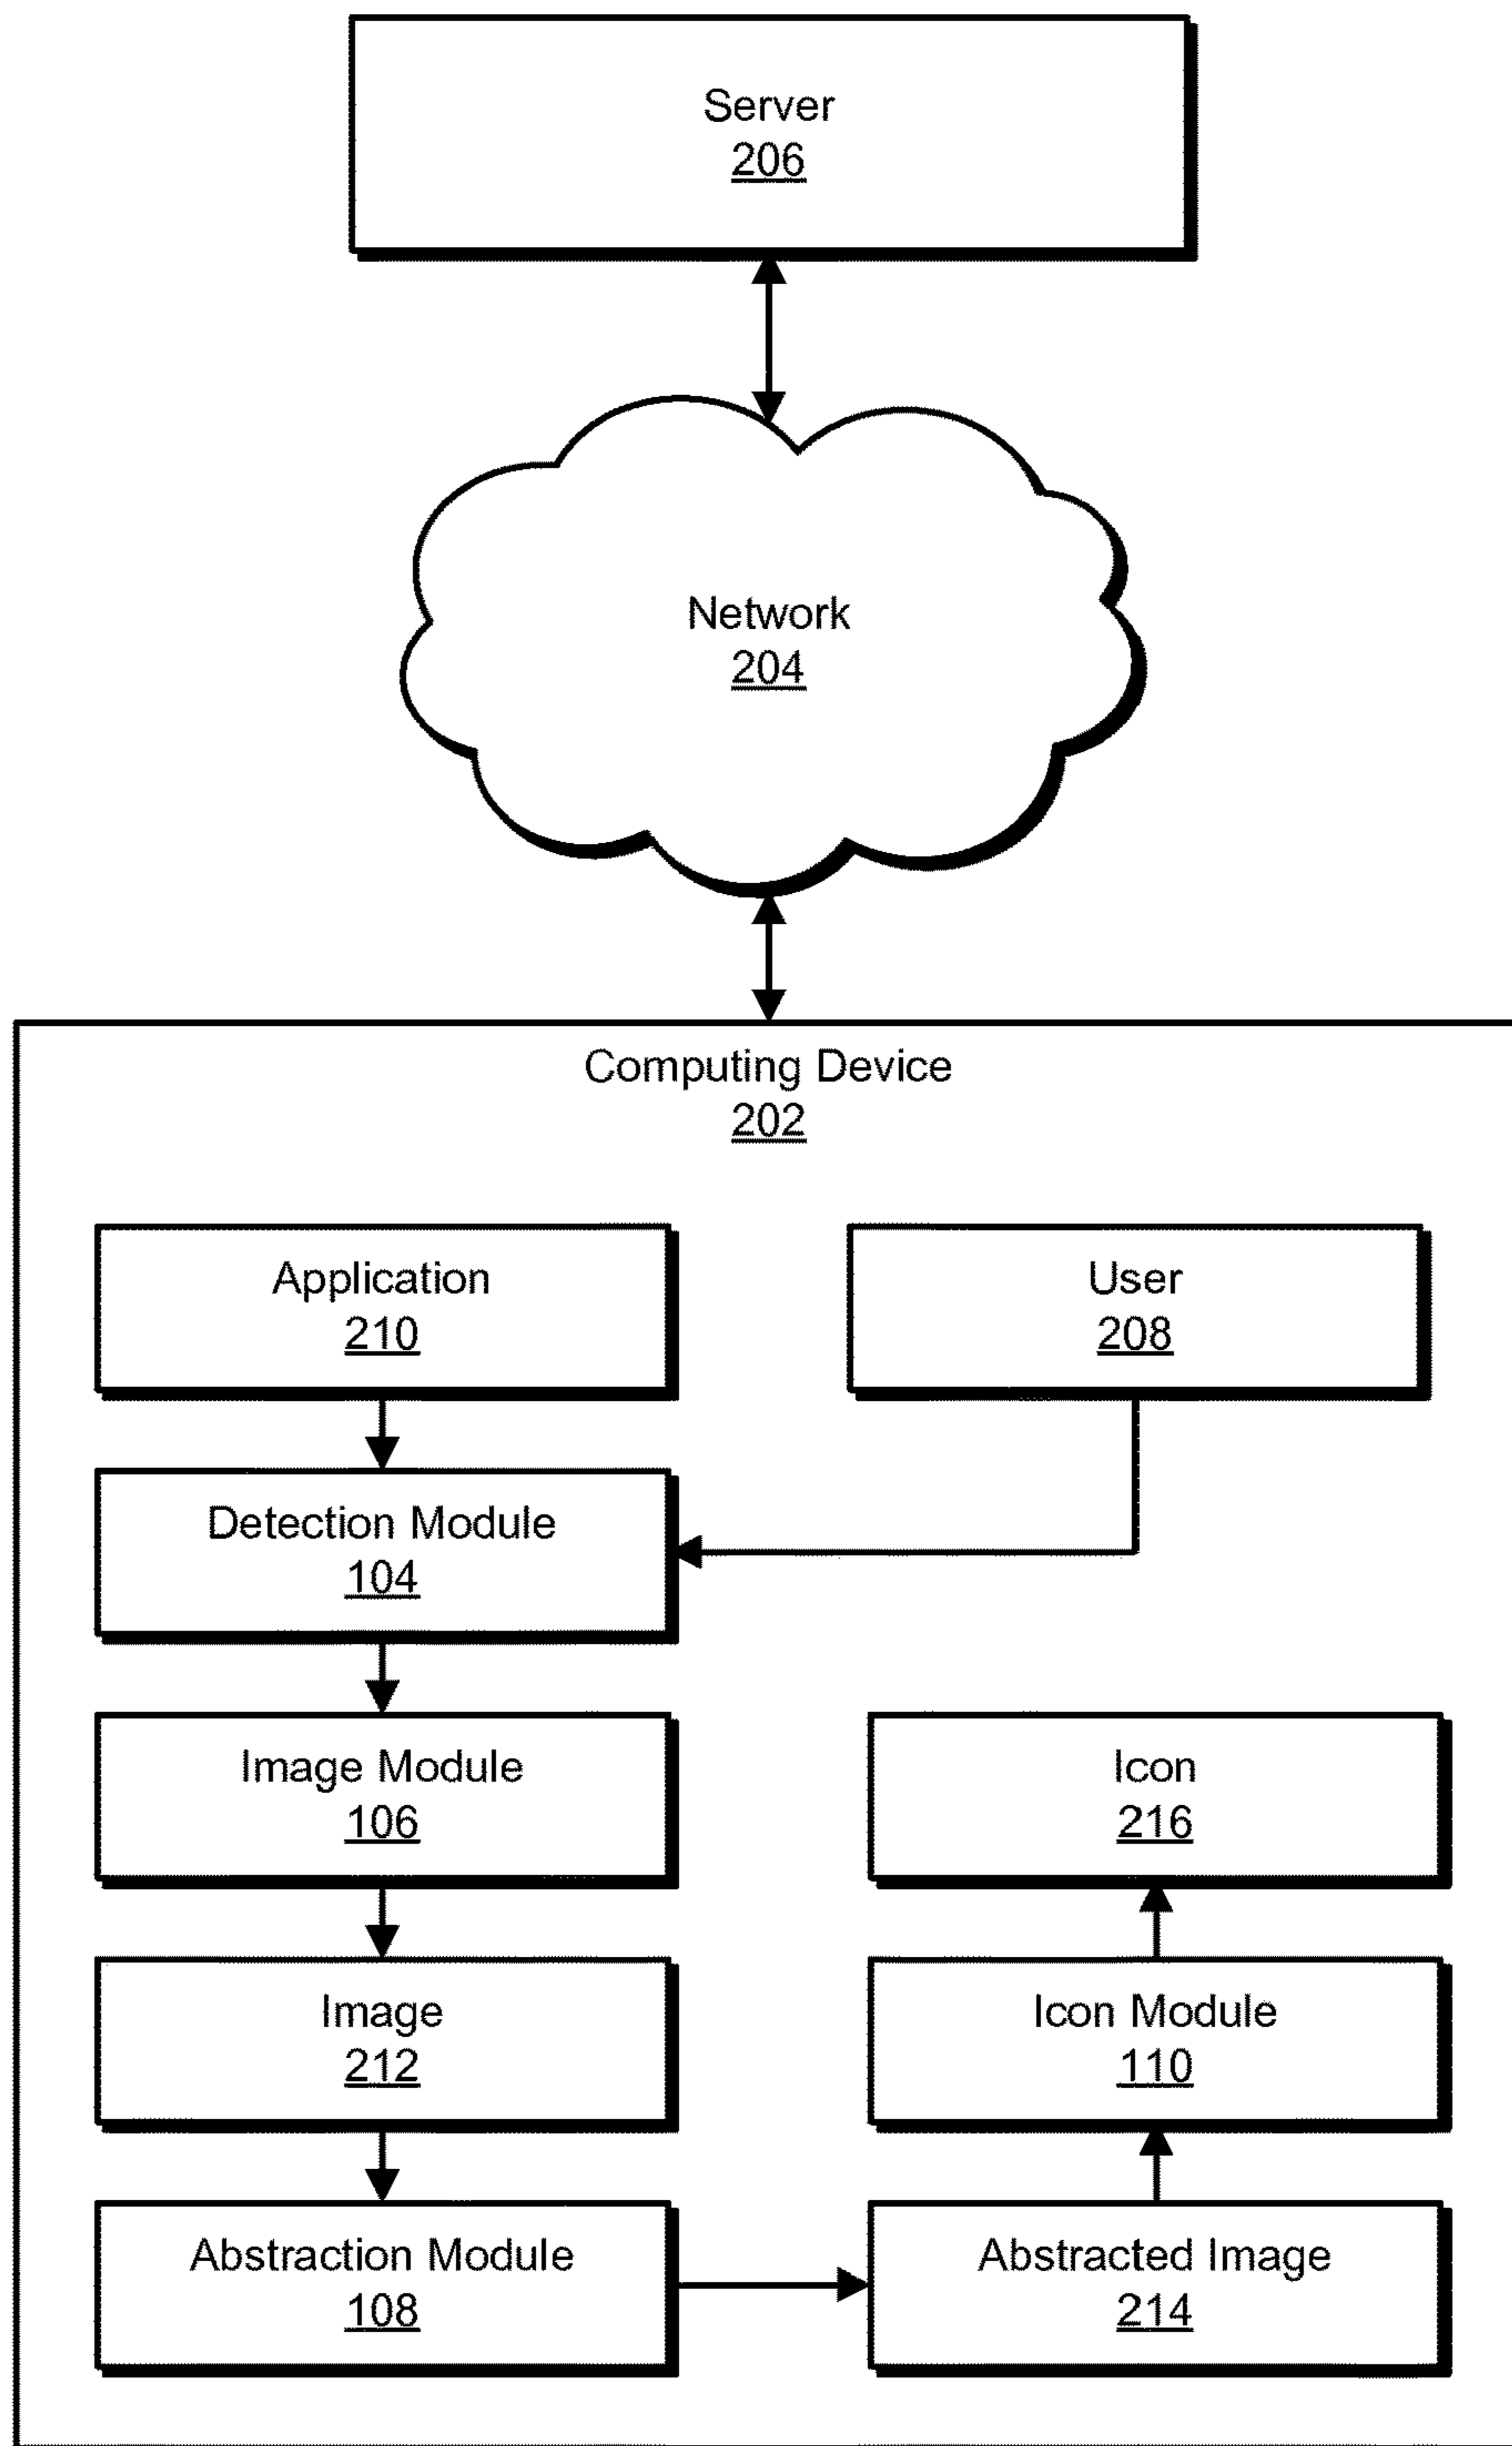 Server
206
Network
204
Computing Device
202
Application
210
User
208
Detection Module
104
Image Module
106
Icon
216
Image
212
Icon Module
110
Abstraction Module
108
Abstracted Image
214